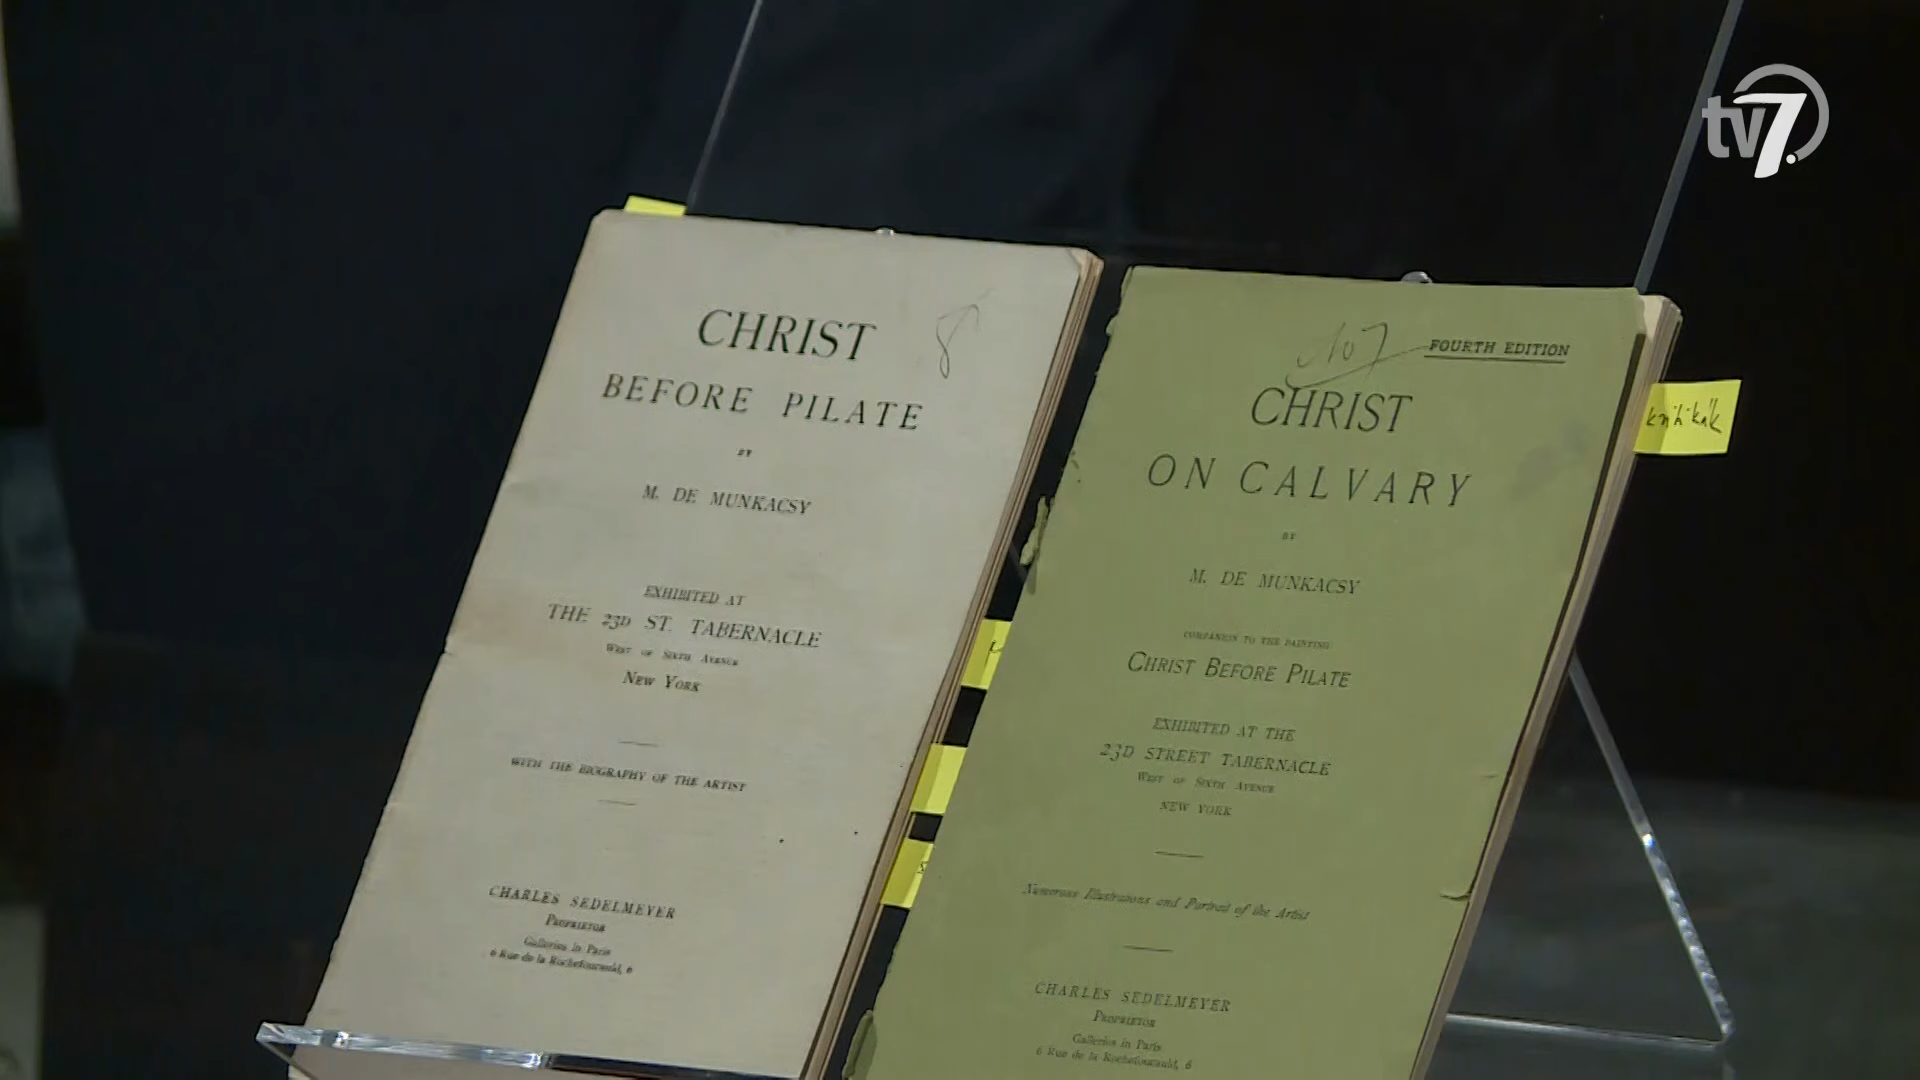 tv7
CHRIST
BEFORE PILATE
BY
M. DE MUNKACSY
EXHIBITED AT
THE 23D ST. TABERNACLE
WEST OF SIXTH AVENUE
NEW YORK
WITH THE BIOGRAPHY OF THE ARTIST
CHARLES SEDELMEYER
PROPRIETOR
Galleries in Paris
6 Rue de la Rochefoucauld, 6
8
No 7
FOURTH EDITION
CHRIST
ON CALVARY
BY
M. DE MUNKACSY
COMPANION TO THE PAINTING
CHRIST BEFORE PILATE
EXHIBITED AT THE
23D STREET TABERNACLE
WEST OF SIXTH AVENUE
NEW YORK
Numerous Illustrations and Portrait of the Artist
CHARLES SEDELMEYER
PROPRIETOR
Galleries in Paris
6 Rue de la Rochefoucauld, 6
kritikák